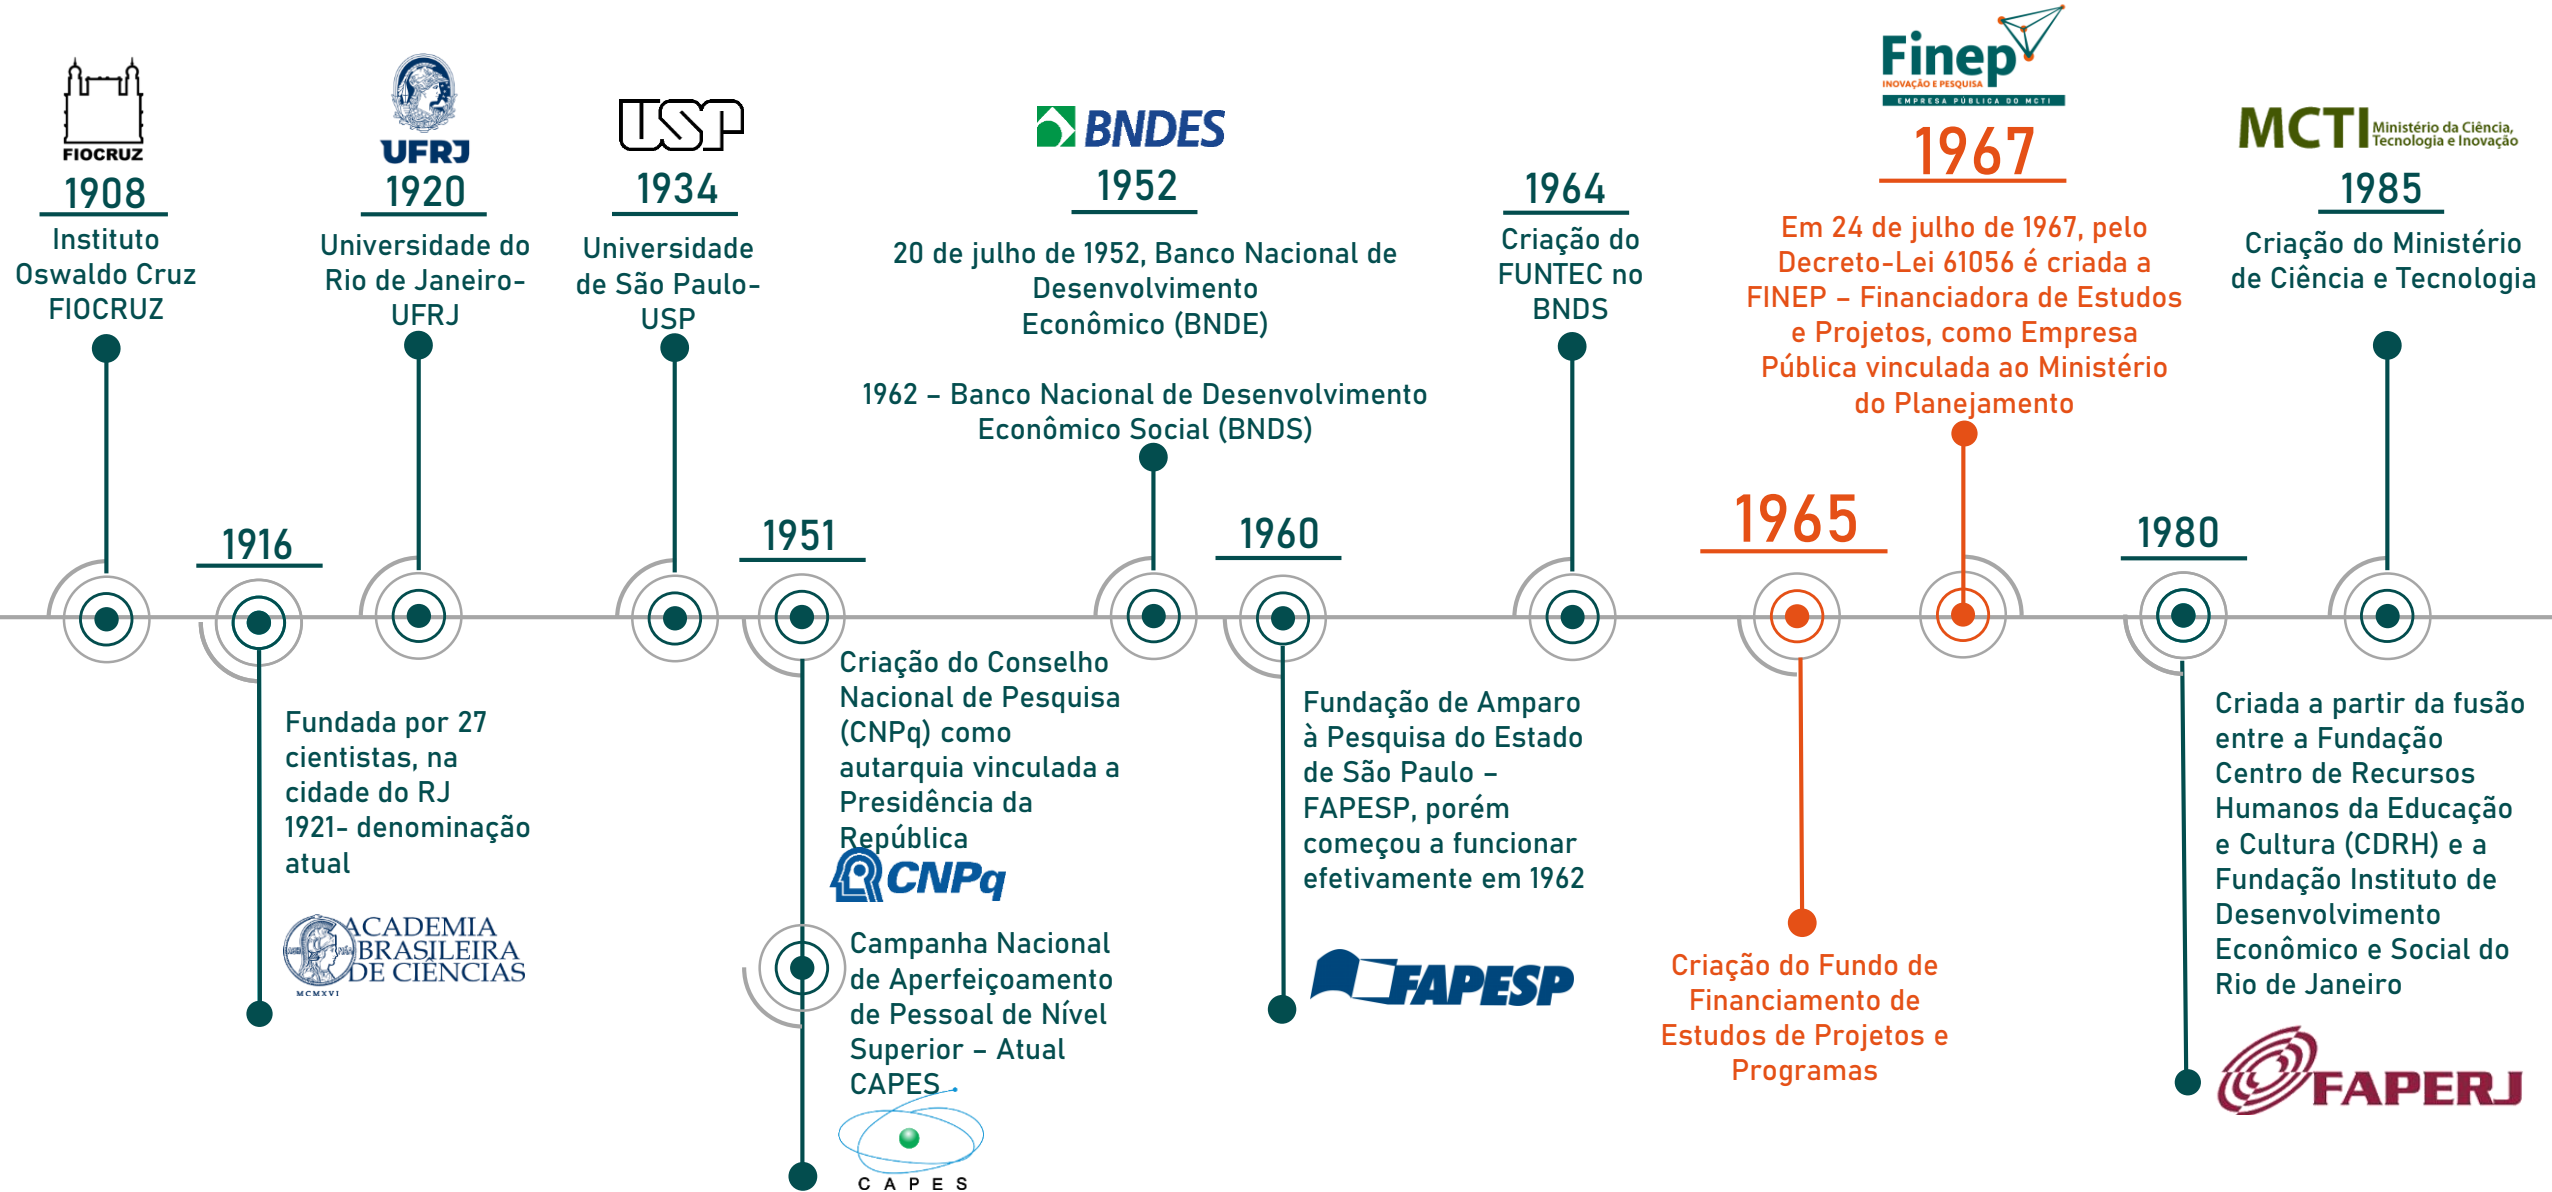 FIOCRUZ
1908
Instituto
Oswaldo Cruz
FIOCRUZ
1916
Fundada por 27
cientistas, na
cidade do RJ
1921- denominação
atual
ACADEMIA
BRASILEIRA
DE CIÊNCIAS
MCMXVI
UFRJ
1920
Universidade do
Rio de Janeiro-
UFRJ
USP
1934
Universidade
de São Paulo-
USP
1951
Criação do Conselho
Nacional de Pesquisa
(CNPq) como
autarquia vinculada a
Presidência da
República
CNPq
Campanha Nacional
de Aperfeiçoamento
de Pessoal de Nível
Superior – Atual
CAPES
CAPES
BNDES
1952
20 de julho de 1952, Banco Nacional de
Desenvolvimento
Econômico (BNDE)
1962 – Banco Nacional de Desenvolvimento
Econômico Social (BNDS)
1960
Fundação de Amparo
à Pesquisa do Estado
de São Paulo –
FAPESP, porém
começou a funcionar
efetivamente em 1962
FAPESP
1964
Criação do
FUNTEC no
BNDS
1965
Criação do Fundo de
Financiamento de
Estudos de Projetos e
Programas
Finep
INOVAÇÃO E PESQUISA
EMPRESA PÚBLICA DO MCTI
1967
Em 24 de julho de 1967, pelo
Decreto-Lei 61056 é criada a
FINEP – Financiadora de Estudos
e Projetos, como Empresa
Pública vinculada ao Ministério
do Planejamento
1980
Criada a partir da fusão
entre a Fundação
Centro de Recursos
Humanos da Educação
e Cultura (CDRH) e a
Fundação Instituto de
Desenvolvimento
Econômico e Social do
Rio de Janeiro
FAPERJ
MCTI Ministério da Ciência,
Tecnologia e Inovação
1985
Criação do Ministério
de Ciência e Tecnologia